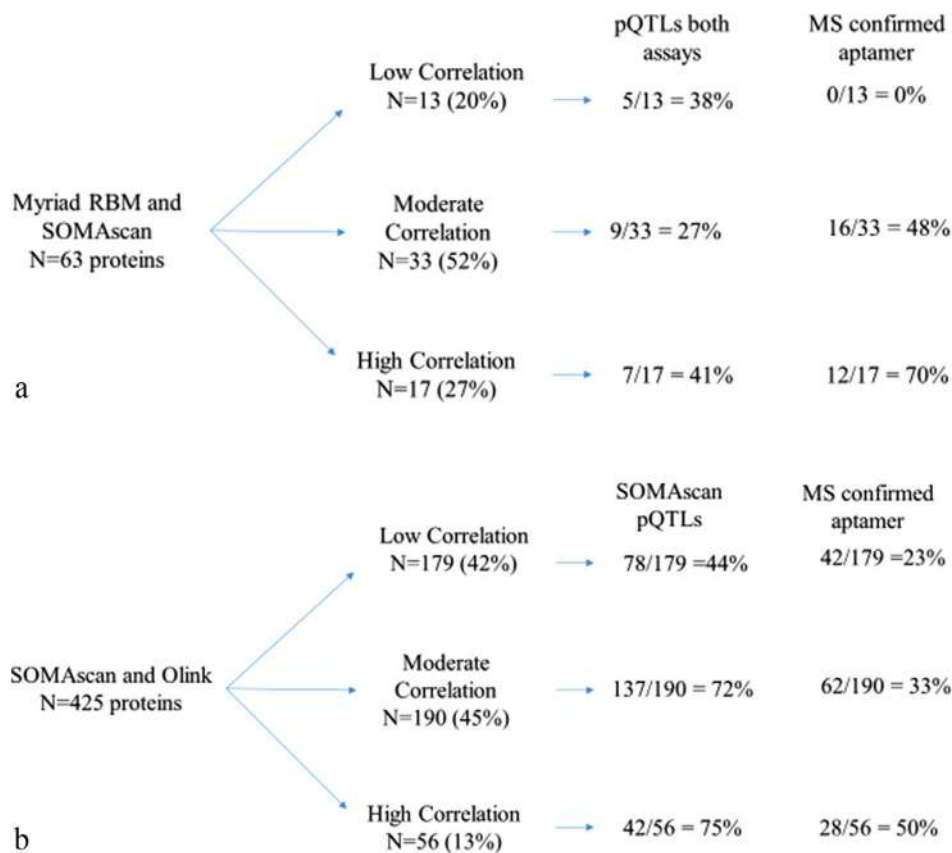 pQTLs both
assays
MS confirmed
aptamer
Low Correlation
N=13 (20%)
5/13 = 38%
0/13 = 0%
Myriad RBM and
SOMAscan
N=63 proteins
Moderate
Correlation
N=33 (52%)
9/33 = 27%
16/33 = 48%
High Correlation
N=17 (27%)
7/17 = 41%
12/17 = 70%
a
SOMAscan
pQTLs
MS confirmed
aptamer
Low Correlation
N=179 (42%)
78/179 =44%
42/179 =23%
SOMAscan and Olink
N=425 proteins
Moderate
Correlation
N=190 (45%)
137/190 = 72%
62/190 = 33%
High Correlation
N=56 (13%)
42/56 = 75%
28/56 = 50%
b